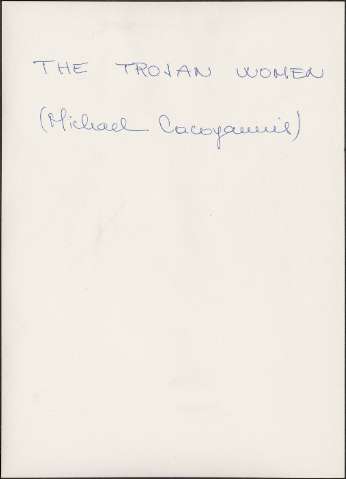 THE TROJAN WOMEN
(Michael Cacoyannis)